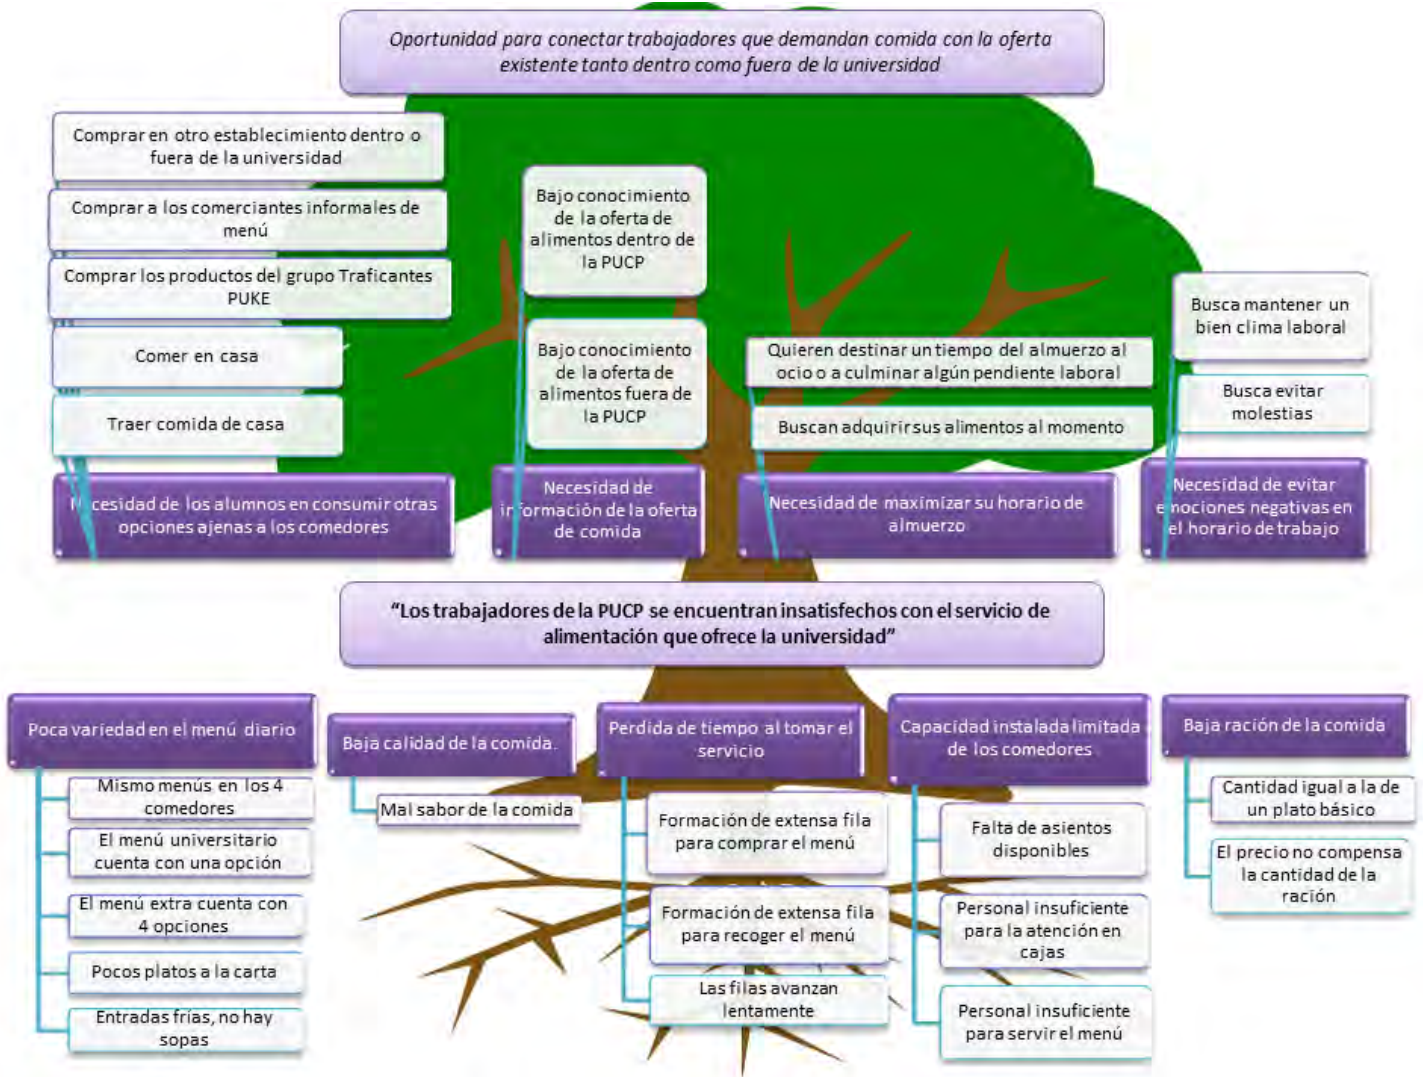 Oportunidad para conectar trabajadores que demandan comida con la oferta
existente tanto dentro como fuera de la universidad
Comprar en otro establecimiento dentro o
fuera de la universidad
Comprar a los comerciantes informales de
menú
Comprar los productos del grupo Traficantes
PUKE
Comer en casa
Traer comida de casa
Necesidad de los alumnos en consumir otras
opciones ajenas a los comedores
Bajo conocimiento
de la oferta de
alimentos dentro de
la PUCP
Bajo conocimiento
de la oferta de
alimentos fuera de
la PUCP
Necesidad de
información de la oferta
de comida
Quieren destinar un tiempo del almuerzo al
ocio o a culminar algún pendiente laboral
Buscan adquirir sus alimentos al momento
Necesidad de maximizar su horario de
almuerzo
Busca mantener un
bien clima laboral
Busca evitar
molestias
Necesidad de evitar
emociones negativas en
el horario de trabajo
“Los trabajadores de la PUCP se encuentran insatisfechos con el servicio de
alimentación que ofrece la universidad”
Poca variedad en el menú diario
Mismo menús en los 4
comedores
El menú universitario
cuenta con una opción
El menú extra cuenta con
4 opciones
Pocos platos a la carta
Entradas frías, no hay
sopas
Baja calidad de la comida.
Mal sabor de la comida
Perdida de tiempo al tomar el
servicio
Formación de extensa fila
para comprar el menú
Formación de extensa fila
para recoger el menú
Las filas avanzan
lentamente
Capacidad instalada limitada
de los comedores
Falta de asientos
disponibles
Personal insuficiente
para la atención en
cajas
Personal insuficiente
para servir el menú
Baja ración de la comida
Cantidad igual a la de
un plato básico
El precio no compensa
la cantidad de la
ración